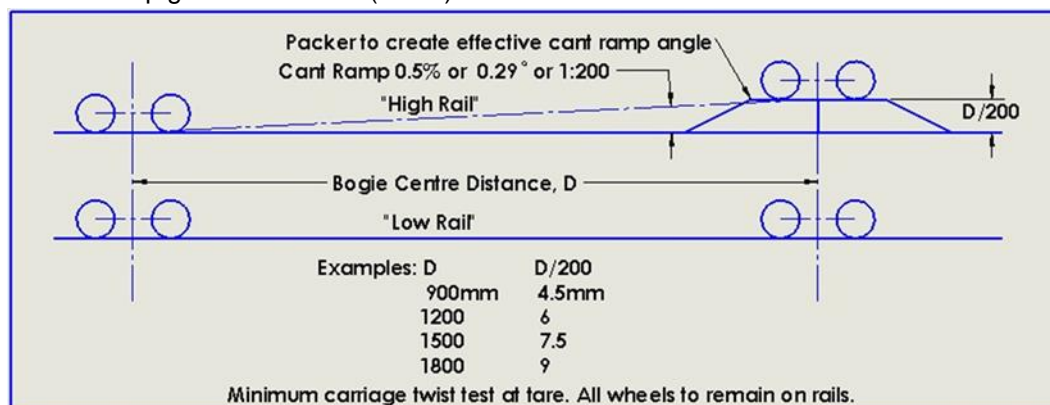 Packer to create effective cant ramp angle
Cant Ramp 0.5% or 0.29° or 1:200
"High Rail"
D/200
Bogie Centre Distance, D
"Low Rail"
Examples: D D/200
900mm 4.5mm
1200 6
1500 7.5
1800 9
Minimum carriage twist test at tare. All wheels to remain on rails.